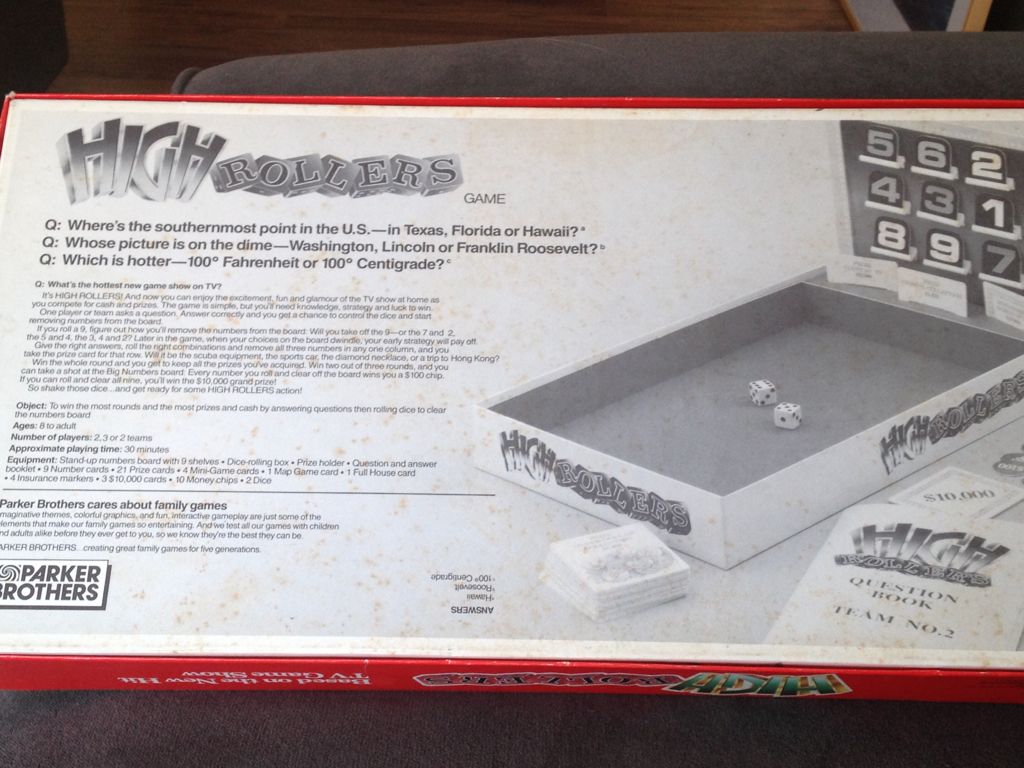 HIGH ROLLERS
GAME
Q: Where's the southernmost point in the U.S.—in Texas, Florida or Hawaii?ᵃ
Q: Whose picture is on the dime—Washington, Lincoln or Franklin Roosevelt?ᵇ
Q: Which is hotter—100° Fahrenheit or 100° Centigrade?ᶜ
Q: What's the hottest new game show on TV?
It's HIGH ROLLERS! And now you can enjoy the excitement, fun and glamour of the TV show at home as
you compete for cash and prizes. The game is simple, but you'll need knowledge, strategy and luck to win.
One player or team asks a question. Answer correctly and you get a chance to control the dice and start
removing numbers from the board.
If you roll a 9, figure out how you'll remove the numbers from the board: Will you take off the 9—or the 7 and 2,
the 5 and 4, the 3, 4 and 2? Later in the game, when your choices on the board dwindle, your early strategy will pay off.
Give the right answers, roll the right combinations and remove all three numbers in any one column, and you
take the prize card for that row. Will it be the scuba equipment, the sports car, the diamond necklace, or a trip to Hong Kong?
Win the whole round and you get to keep all the prizes you've acquired. Win two out of three rounds, and you
can take a shot at the Big Numbers board: Every number you roll and clear off the board wins you a $100 chip.
If you can roll and clear all nine, you'll win the $10,000 grand prize!
So shake those dice...and get ready for some HIGH ROLLERS action!
Object: To win the most rounds and the most prizes and cash by answering questions then rolling dice to clear
the numbers board
Ages: 8 to adult
Number of players: 2, 3 or 2 teams
Approximate playing time: 30 minutes
Equipment: Stand-up numbers board with 9 shelves • Dice-rolling box • Prize holder • Question and answer
booklet • 9 Number cards • 21 Prize cards • 4 Mini-Game cards • 1 Map Game card • 1 Full House card
• 4 Insurance markers • 3 $10,000 cards • 10 Money chips • 2 Dice
Parker Brothers cares about family games
maginative themes, colorful graphics, and fun, interactive gameplay are just some of the
lements that make our family games so entertaining. And we test all our games with children
nd adults alike before they ever get to you, so we know they're the best they can be.
ARKER BROTHERS...creating great family games for five generations.
PARKER
BROTHERS
ANSWERS
ᵃHawaii
ᵇRoosevelt
ᶜ100° Centigrade
5 6 2
4 3 1
8 9 7
HIGH ROLLERS
HIGH ROLLERS
$10,000
HIGH
ROLLERS
QUESTION
BOOK
TEAM NO.2
HIGH ROLLERS
Based on the New Hit
TV Game Show